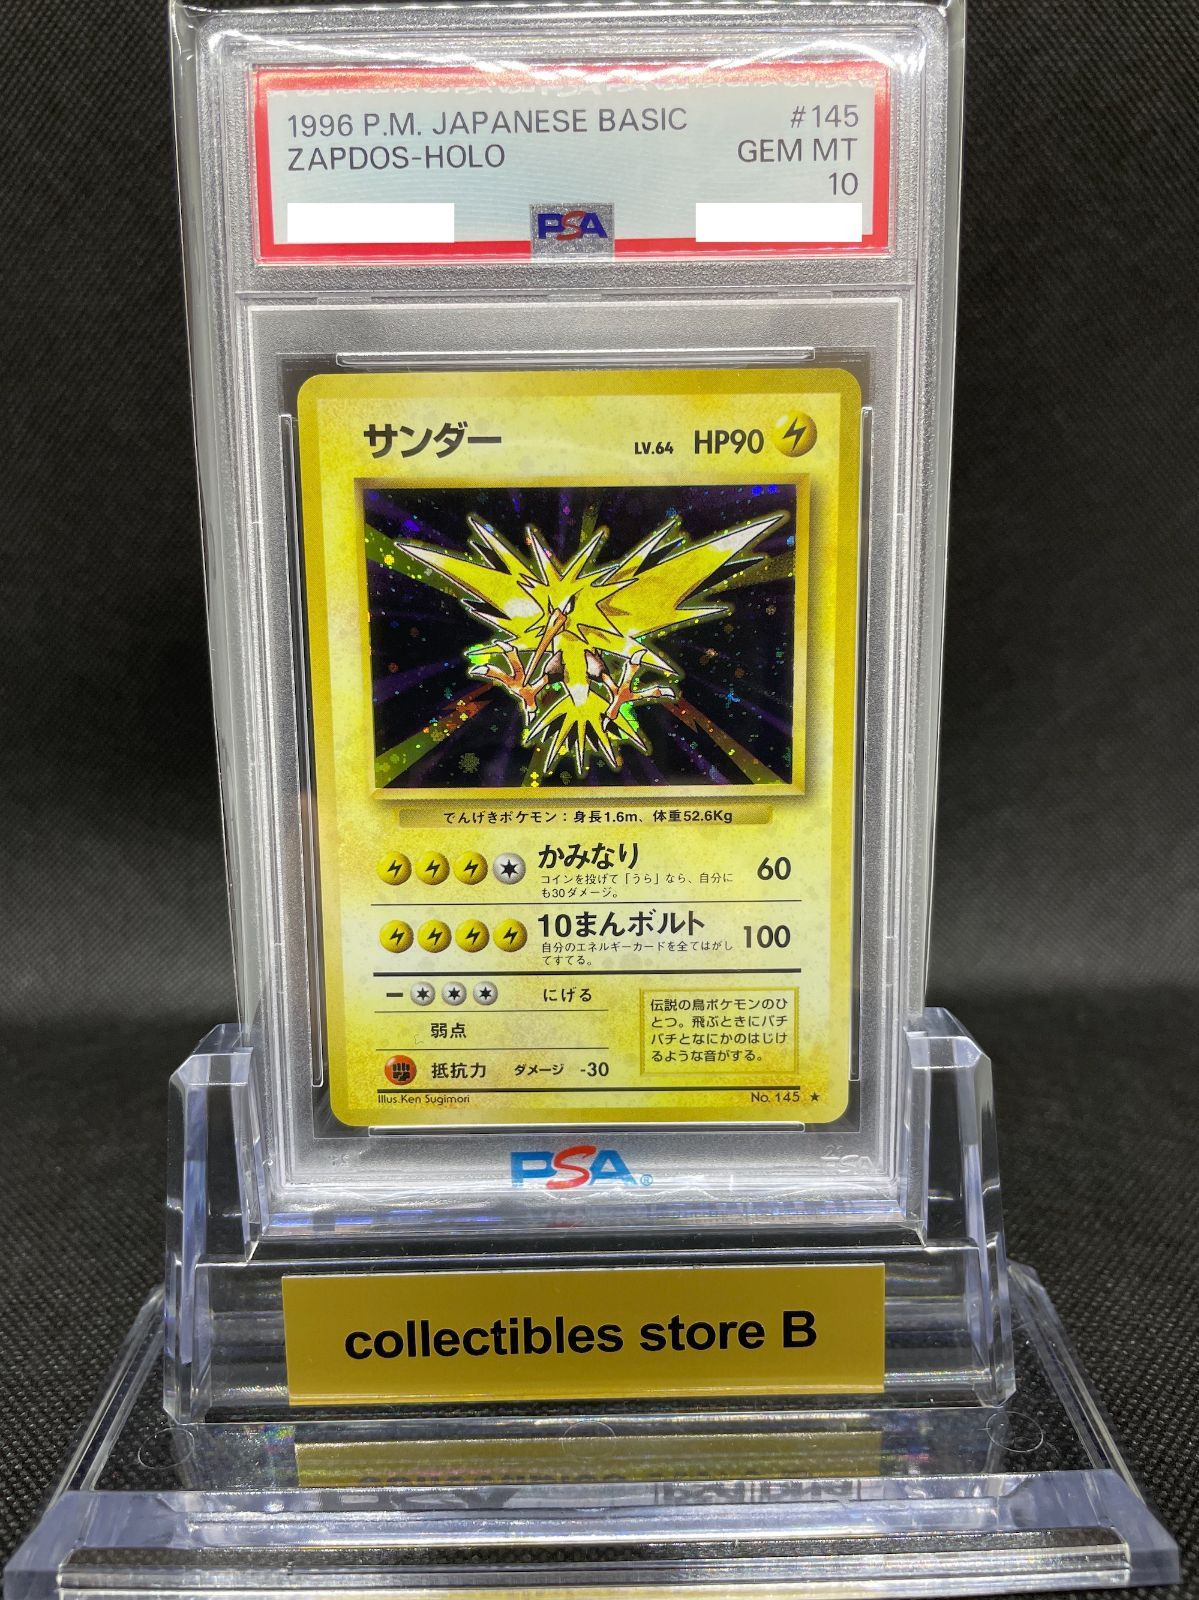 1996 P.M. JAPANESE BASIC #145
ZAPDOS-HOLO GEM MT
10
PSA
サンダー LV.64 HP90
でんげきポケモン：身長1.6m、体重52.6Kg
かみなり 60
コインを投げて「うら」なら、自分に
も30ダメージ。
10まんボルト 100
自分のエネルギーカードを全てはがし
てすてる。
ー にげる
弱点
抵抗力 ダメージ -30
伝説の鳥ポケモンのひ
とつ。飛ぶときにバチ
バチとなにかのはじけ
るような音がする。
Illus.Ken Sugimori No. 145 ★
PSA®
collectibles store B